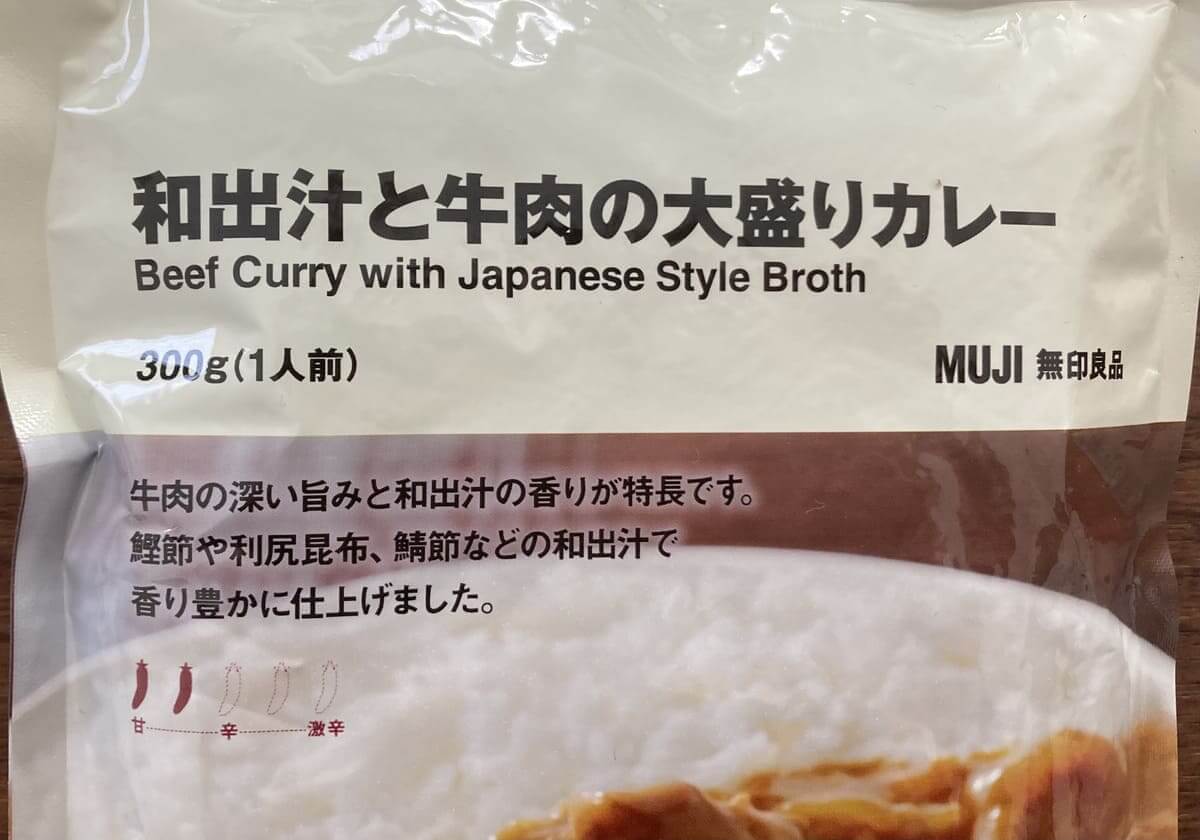 和出汁と牛肉の大盛りカレー
Beef Curry with Japanese Style Broth
300g(1人前)
MUJI 無印良品
牛肉の深い旨みと和出汁の香りが特長です。
鰹節や利尻昆布、鯖節などの和出汁で
香り豊かに仕上げました。
甘 辛 激辛